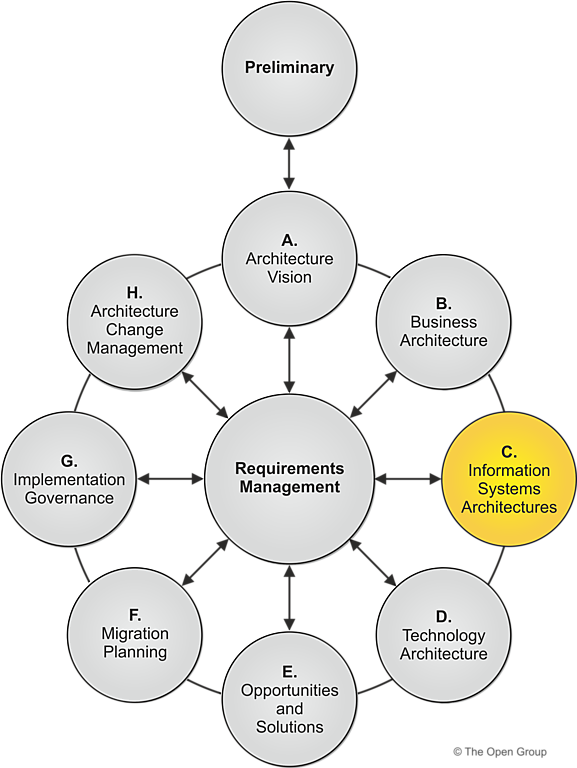 Preliminary
A.
Architecture
Vision
H.
Architecture
Change
Management
B.
Business
Architecture
G.
Implementation
Governance
Requirements
Management
C.
Information
Systems
Architectures
F.
Migration
Planning
D.
Technology
Architecture
E.
Opportunities
and
Solutions
© The Open Group